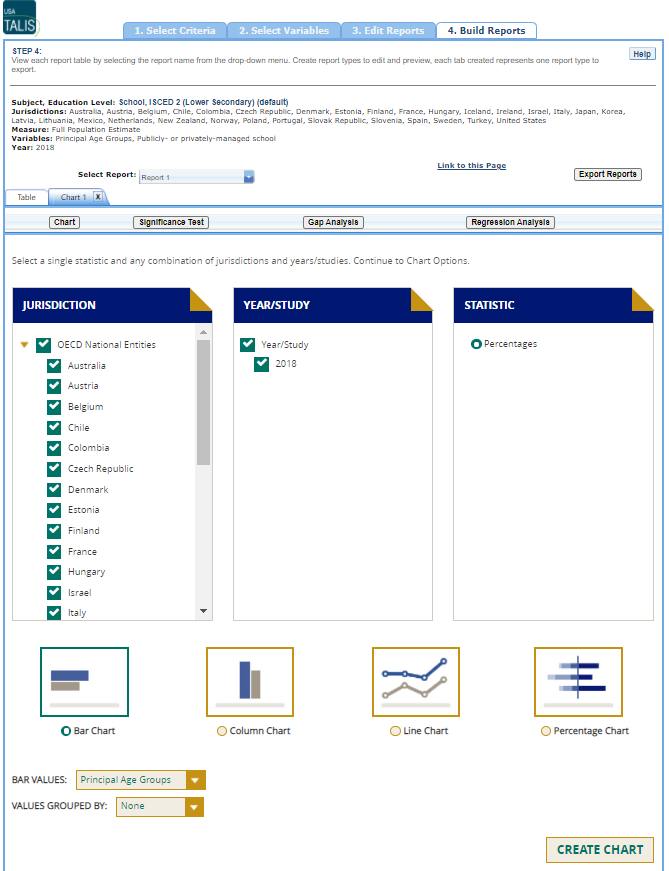 USA
TALIS
1. Select Criteria
2. Select Variables
3. Edit Reports
4. Build Reports
STEP 4:
View each report table by selecting the report name from the drop-down menu. Create report types to edit and preview, each tab created represents one report type to
export.
Help
Subject, Education Level: School, ISCED 2 (Lower Secondary) (default)
Jurisdictions: Australia, Austria, Belgium, Chile, Colombia, Czech Republic, Denmark, Estonia, Finland, France, Hungary, Iceland, Ireland, Israel, Italy, Japan, Korea,
Latvia, Lithuania, Mexico, Netherlands, New Zealand, Norway, Poland, Portugal, Slovak Republic, Slovenia, Spain, Sweden, Turkey, United States
Measure: Full Population Estimate
Variables: Principal Age Groups, Publicly- or privately-managed school
Year: 2018
Link to this Page
Select Report: Report 1
Export Reports
Table
Chart 1 X
Chart
Significance Test
Gap Analysis
Regression Analysis
Select a single statistic and any combination of jurisdictions and years/studies. Continue to Chart Options.
JURISDICTION
OECD National Entities
Australia
Austria
Belgium
Chile
Colombia
Czech Republic
Denmark
Estonia
Finland
France
Hungary
Israel
Italy
YEAR/STUDY
Year/Study
2018
STATISTIC
Percentages
Bar Chart
Column Chart
Line Chart
Percentage Chart
BAR VALUES: Principal Age Groups
VALUES GROUPED BY: None
CREATE CHART